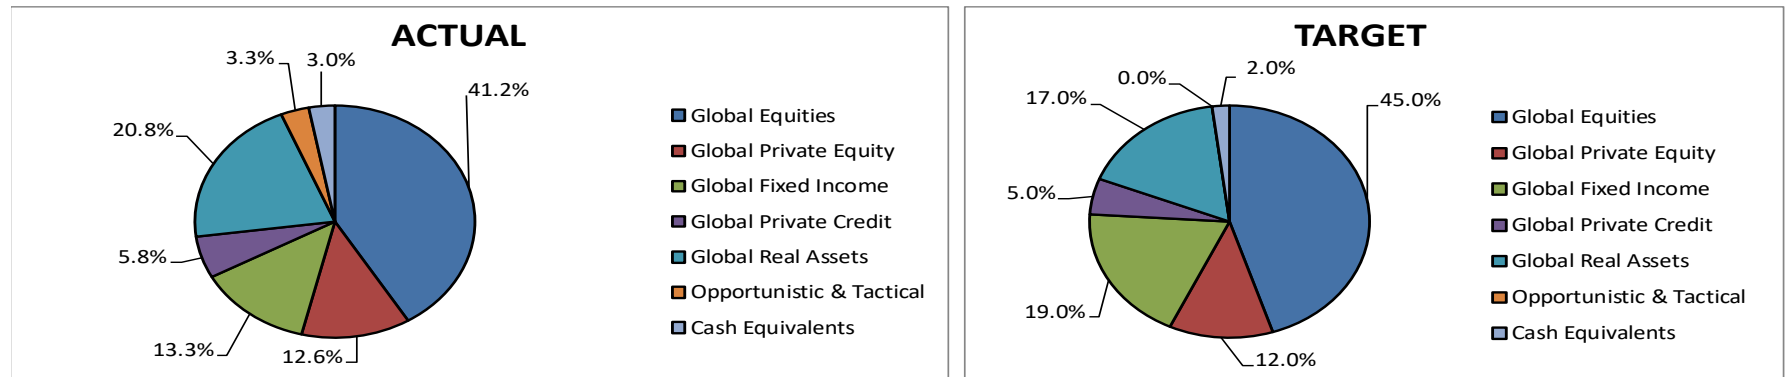 ACTUAL
3.3%
3.0%
41.2%
20.8%
5.8%
13.3%
12.6%
Global Equities
Global Private Equity
Global Fixed Income
Global Private Credit
Global Real Assets
Opportunistic & Tactical
Cash Equivalents
TARGET
0.0%
2.0%
17.0%
45.0%
5.0%
19.0%
12.0%
Global Equities
Global Private Equity
Global Fixed Income
Global Private Credit
Global Real Assets
Opportunistic & Tactical
Cash Equivalents